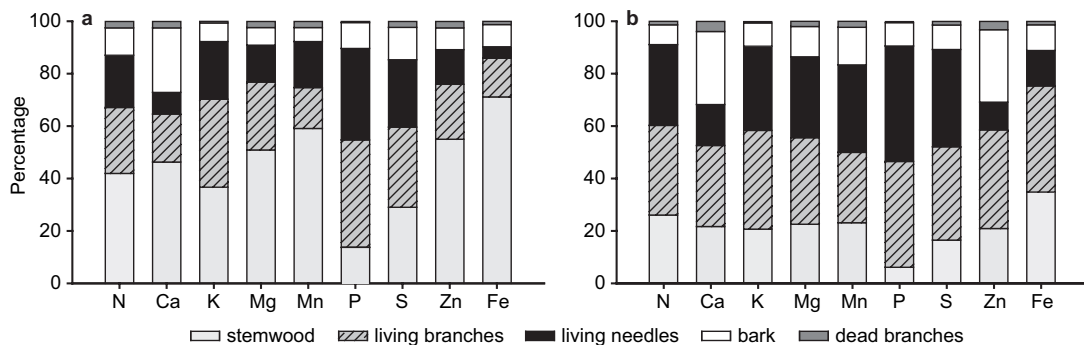 a
b
Percentage
100
80
60
40
20
0
N Ca K Mg Mn P S Zn Fe
100
80
60
40
20
0
N Ca K Mg Mn P S Zn Fe
stemwood living branches living needles bark dead branches